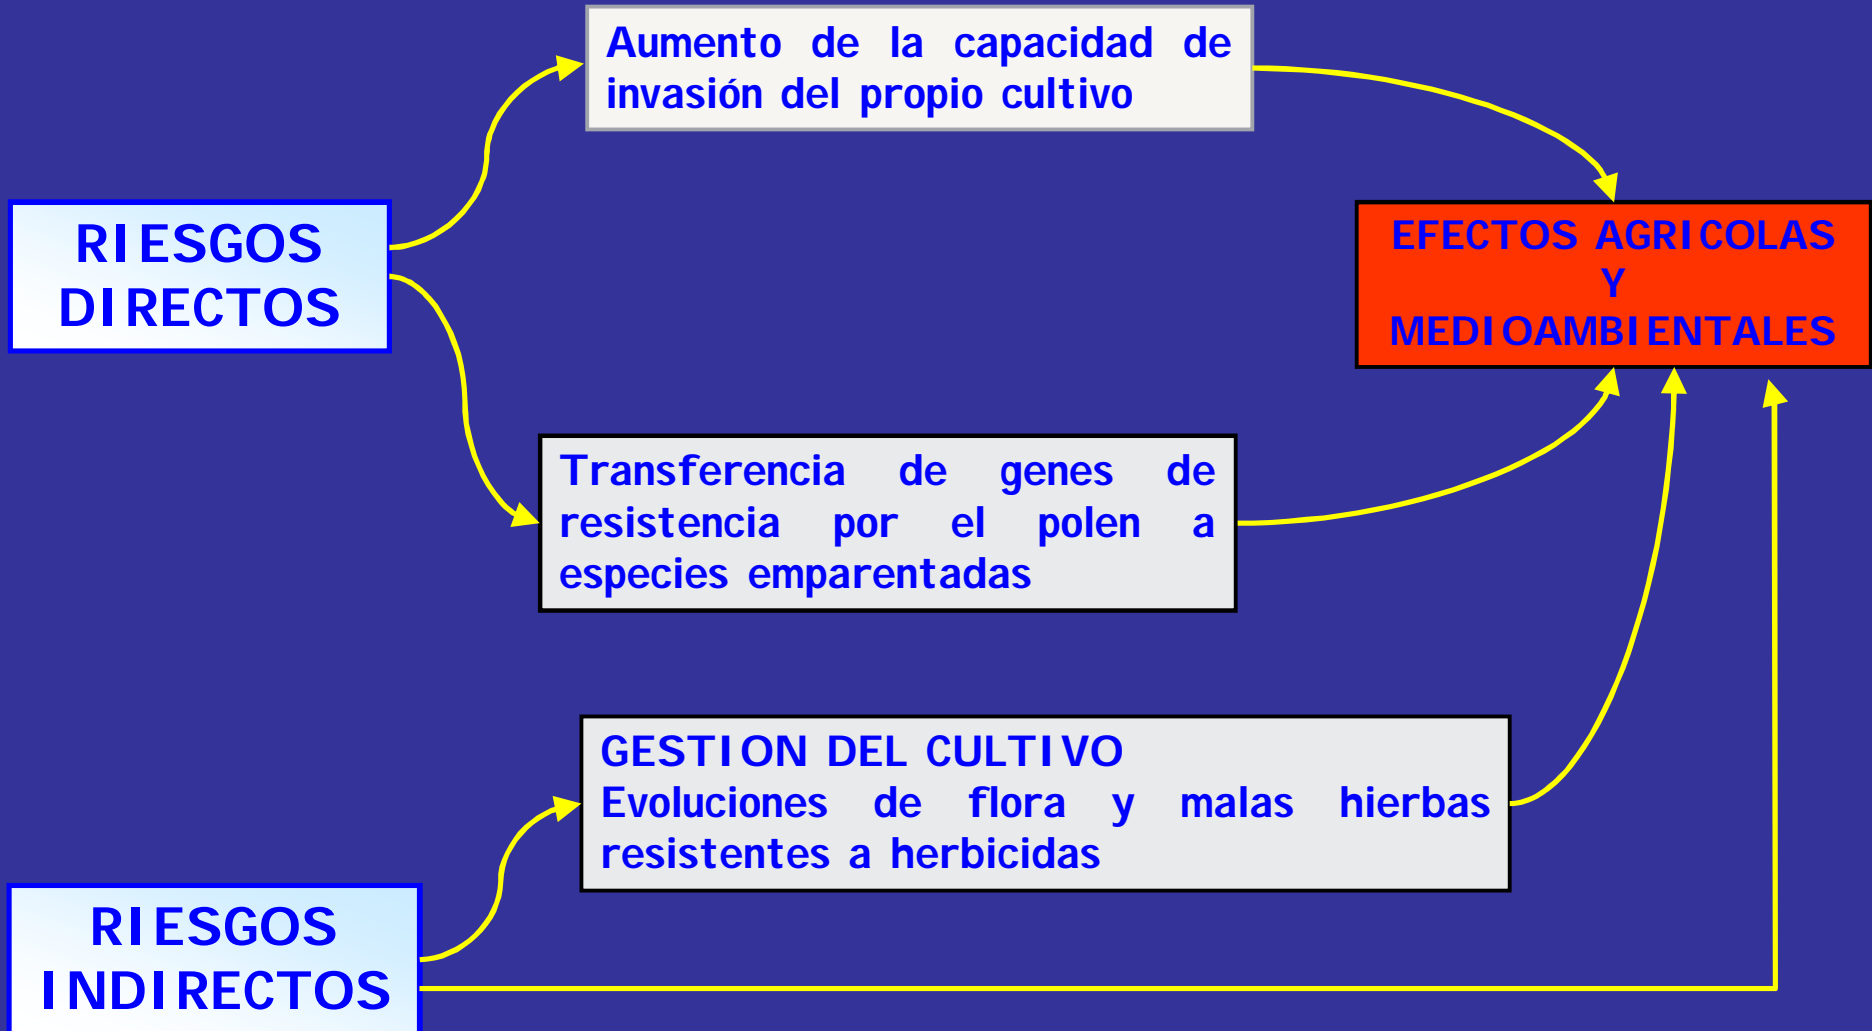 Aumento de la capacidad de
invasión del propio cultivo
RIESGOS
DIRECTOS
EFECTOS AGRICOLAS
Y
MEDIOAMBIENTALES
Transferencia de genes de
resistencia por el polen a
especies emparentadas
GESTION DEL CULTIVO
Evoluciones de flora y malas hierbas
resistentes a herbicidas
RIESGOS
INDIRECTOS